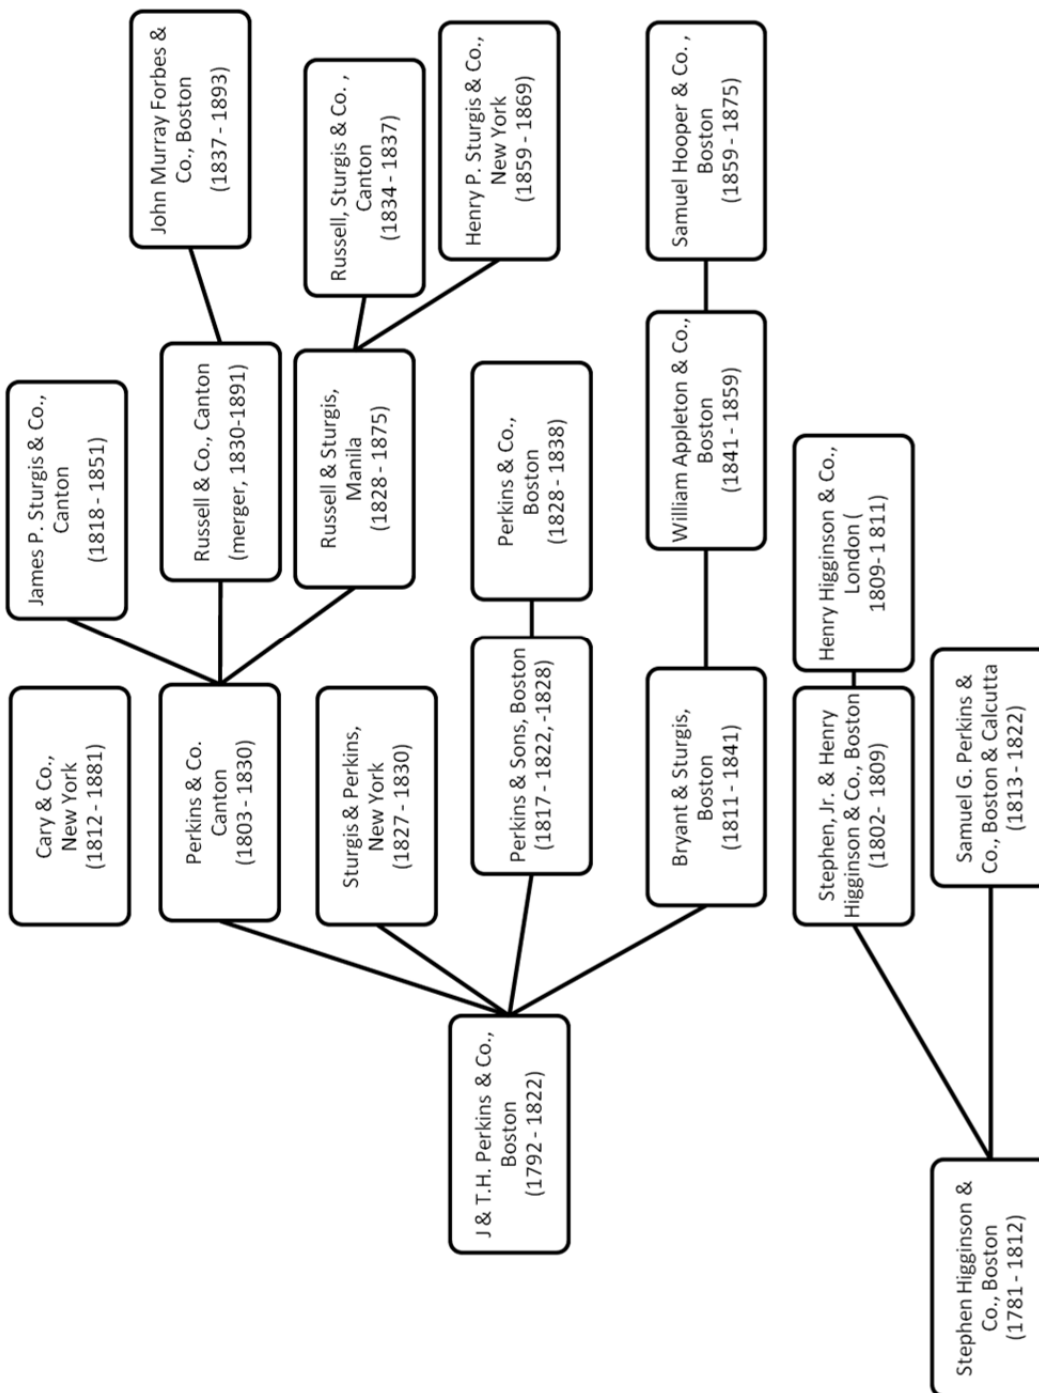 Stephen Higginson &
Co., Boston
(1781 - 1812)
J & T.H. Perkins & Co.,
Boston
(1792 - 1822)
Cary & Co.,
New York
(1812 - 1881)
Perkins & Co.
Canton
(1803 - 1830)
Sturgis & Perkins,
New York
(1827 - 1830)
Perkins & Sons, Boston
(1817 - 1822, -1828)
Bryant & Sturgis,
Boston
(1811 - 1841)
Stephen, Jr. & Henry
Higginson & Co., Boston
(1802- 1809)
Samuel G. Perkins &
Co., Boston & Calcutta
(1813 - 1822)
James P. Sturgis & Co.,
Canton
(1818 - 1851)
Russell & Co., Canton
(merger, 1830-1891)
Russell & Sturgis,
Manila
(1828 - 1875)
Perkins & Co.,
Boston
(1828 - 1838)
William Appleton & Co.,
Boston
(1841 - 1859)
Henry Higginson & Co.,
London (
1809-1 811)
John Murray Forbes &
Co., Boston
(1837 - 1893)
Russell, Sturgis & Co. ,
Canton
(1834 - 1837)
Henry P. Sturgis & Co.,
New York
(1859 - 1869)
Samuel Hooper & Co.,
Boston
(1859 - 1875)